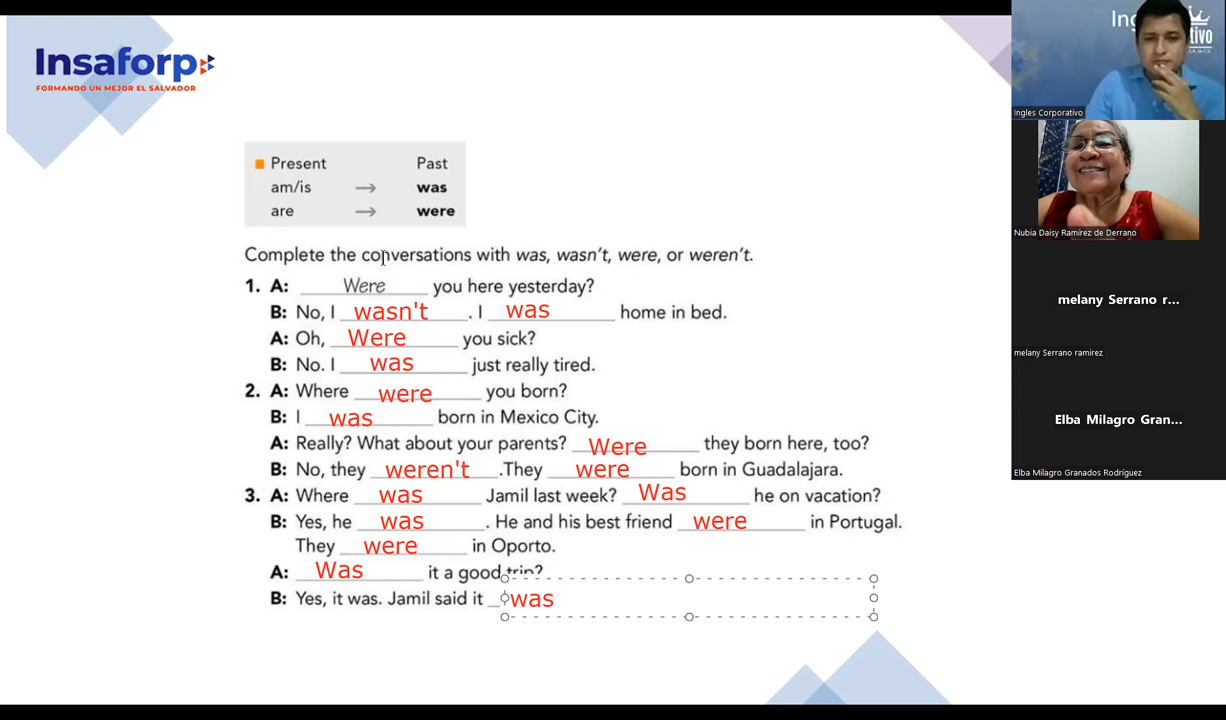 Insaforp
FORMANDO UN MEJOR EL SALVADOR
Present Past
am/is → was
are → were
Complete the conversations with was, wasn't, were, or weren't.
1. A: Were you here yesterday?
B: No, I wasn't. I was home in bed.
A: Oh, Were you sick?
B: No. I was just really tired.
2. A: Where were you born?
B: I was born in Mexico City.
A: Really? What about your parents? Were they born here, too?
B: No, they weren't.They were born in Guadalajara.
3. A: Where was Jamil last week? Was he on vacation?
B: Yes, he was. He and his best friend were in Portugal.
They were in Oporto.
A: Was it a good trip?
B: Yes, it was. Jamil said it was
Ingles Corporativo
Nubia Daisy Ramírez de Derrano
melany Serrano r...
melany Serrano ramirez
Elba Milagro Gran...
Elba Milagro Granados Rodríguez